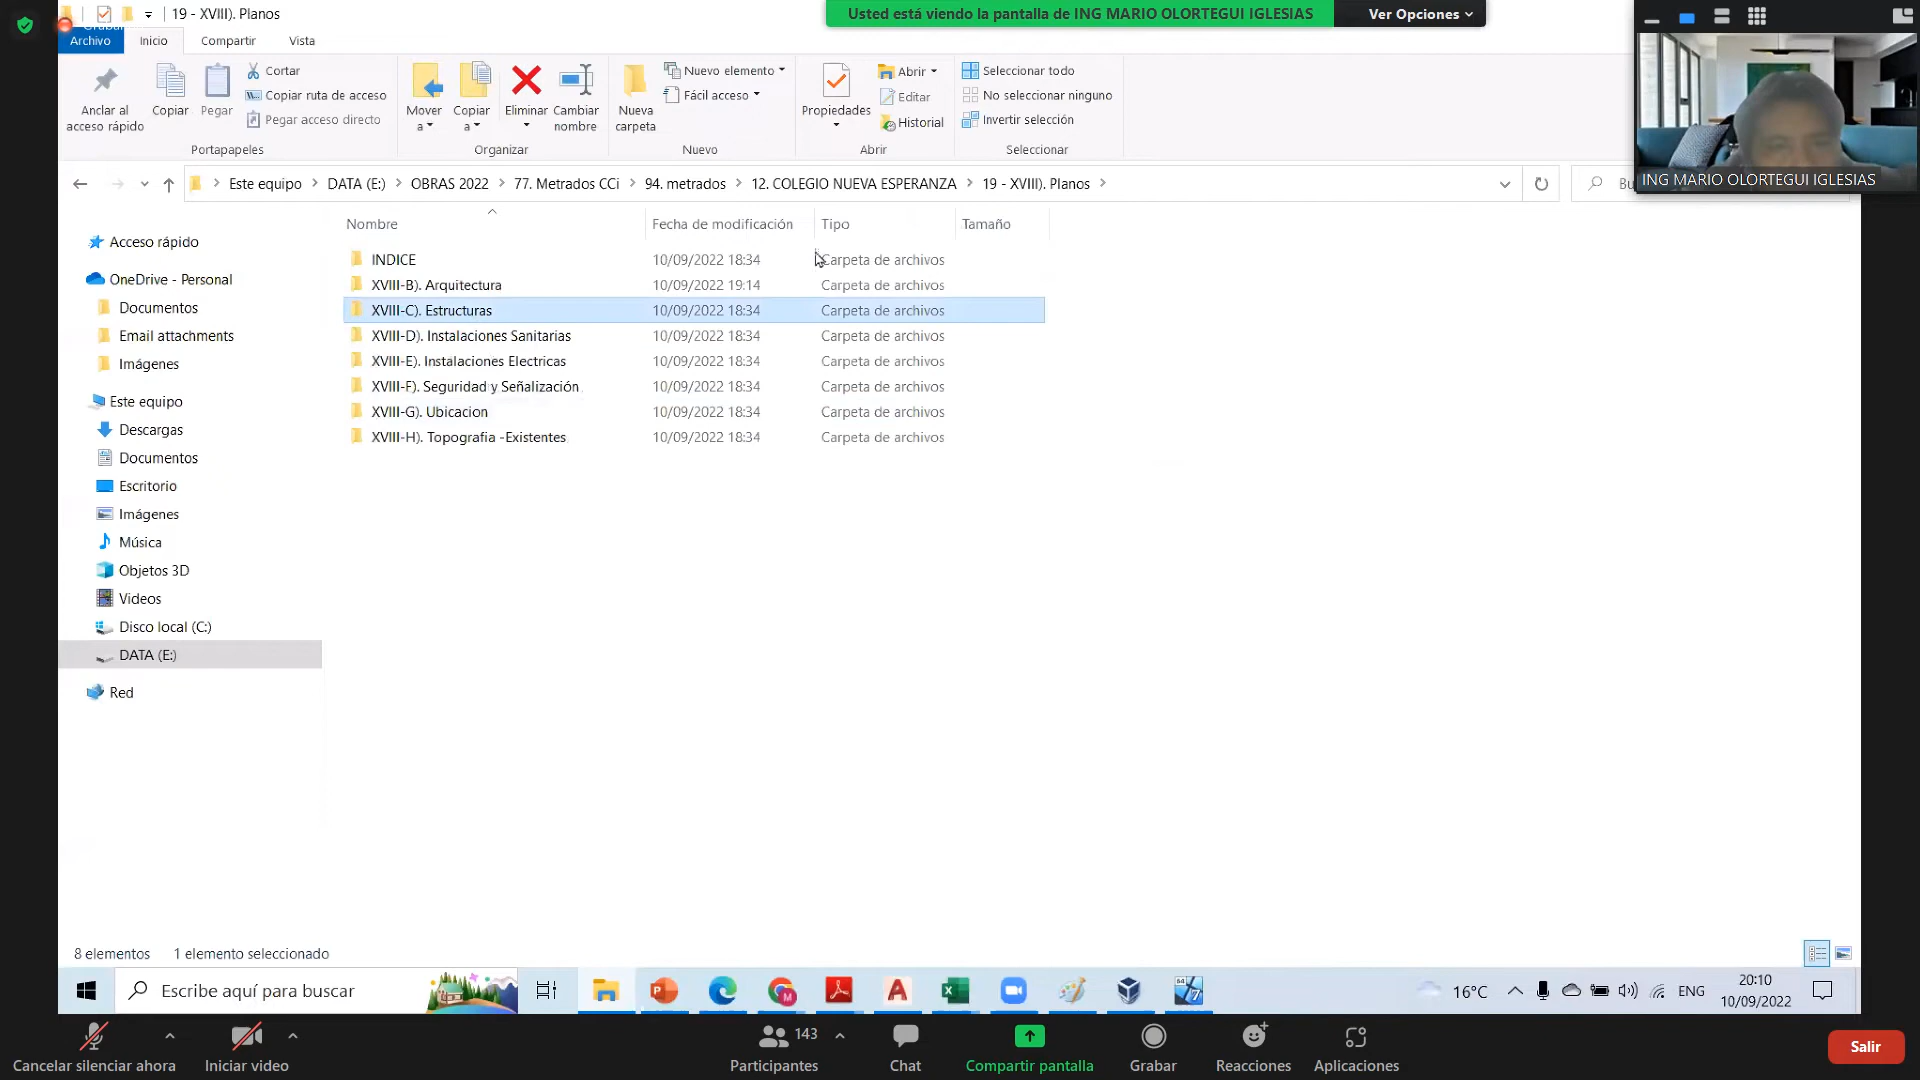 19 - XVIII). Planos
Usted está viendo la pantalla de ING MARIO OLORTEGUI IGLESIAS
Ver Opciones
Archivo
Inicio
Compartir
Vista
Anclar al
acceso rápido
Copiar
Pegar
Cortar
Copiar ruta de acceso
Pegar acceso directo
Portapapeles
Mover
a
Copiar
a
Eliminar
Cambiar
nombre
Organizar
Nueva
carpeta
Nuevo elemento
Fácil acceso
Nuevo
Propiedades
Abrir
Editar
Historial
Abrir
Seleccionar todo
No seleccionar ninguno
Invertir selección
Seleccionar
ING MARIO OLORTEGUI IGLESIAS
Este equipo > DATA (E:) > OBRAS 2022 > 77. Metrados CCi > 94. metrados > 12. COLEGIO NUEVA ESPERANZA > 19 - XVIII). Planos >
Bu
Nombre Fecha de modificación Tipo Tamaño
INDICE 10/09/2022 18:34 Carpeta de archivos
XVIII-B). Arquitectura 10/09/2022 19:14 Carpeta de archivos
XVIII-C). Estructuras 10/09/2022 18:34 Carpeta de archivos
XVIII-D). Instalaciones Sanitarias 10/09/2022 18:34 Carpeta de archivos
XVIII-E). Instalaciones Electricas 10/09/2022 18:34 Carpeta de archivos
XVIII-F). Seguridad y Señalización 10/09/2022 18:34 Carpeta de archivos
XVIII-G). Ubicacion 10/09/2022 18:34 Carpeta de archivos
XVIII-H). Topografia -Existentes 10/09/2022 18:34 Carpeta de archivos
Acceso rápido
OneDrive - Personal
Documentos
Email attachments
Imágenes
Este equipo
Descargas
Documentos
Escritorio
Imágenes
Música
Objetos 3D
Videos
Disco local (C:)
DATA (E:)
Red
8 elementos 1 elemento seleccionado
Escribe aquí para buscar
16°C
ENG
20:10
10/09/2022
Cancelar silenciar ahora
Iniciar video
143
Participantes
Chat
Compartir pantalla
Grabar
Reacciones
Aplicaciones
Salir